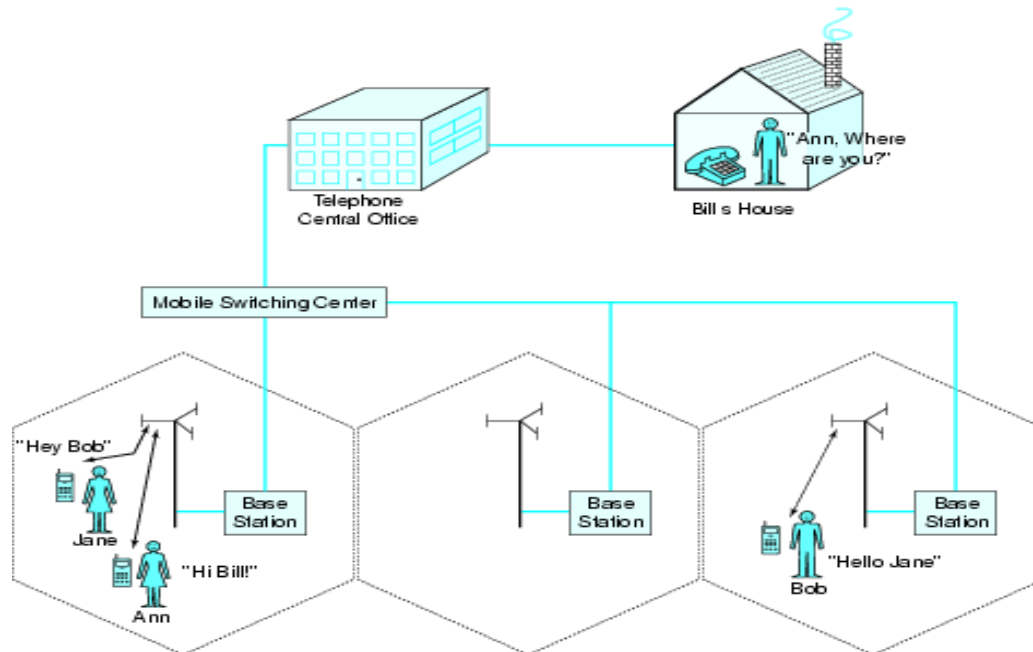 "Ann, Where
are you?"
Telephone
Central Office
Bill s House
Mobile Switching Center
"Hey Bob"
Jane
Base
Station
"Hi Bill!"
Ann
Base
Station
Base
Station
"Hello Jane"
Bob